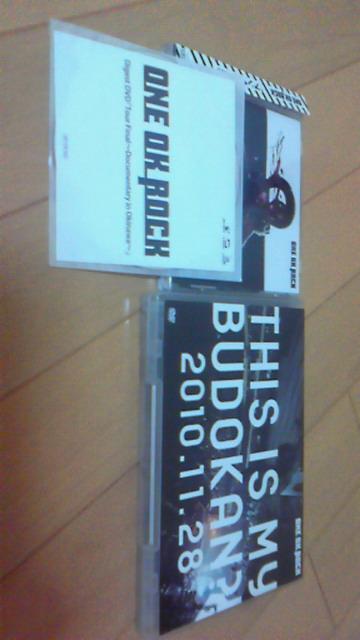 ONE OK ROCK
Digest DVD "Tour Final ~Documentary in Okinawa~"
ONE OK ROCK
THIS IS My
BUDOKAN?!
2010.11.28
ONE OK ROCK
DVD